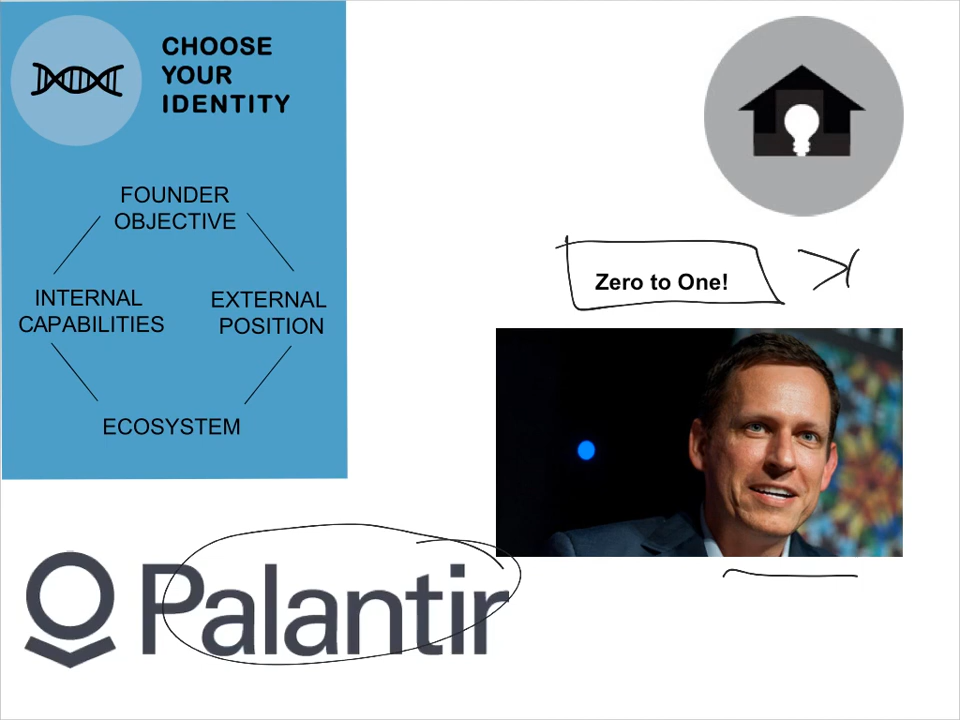 CHOOSE
YOUR
IDENTITY
FOUNDER
OBJECTIVE
INTERNAL
CAPABILITIES
EXTERNAL
POSITION
ECOSYSTEM
Zero to One!
Palantir